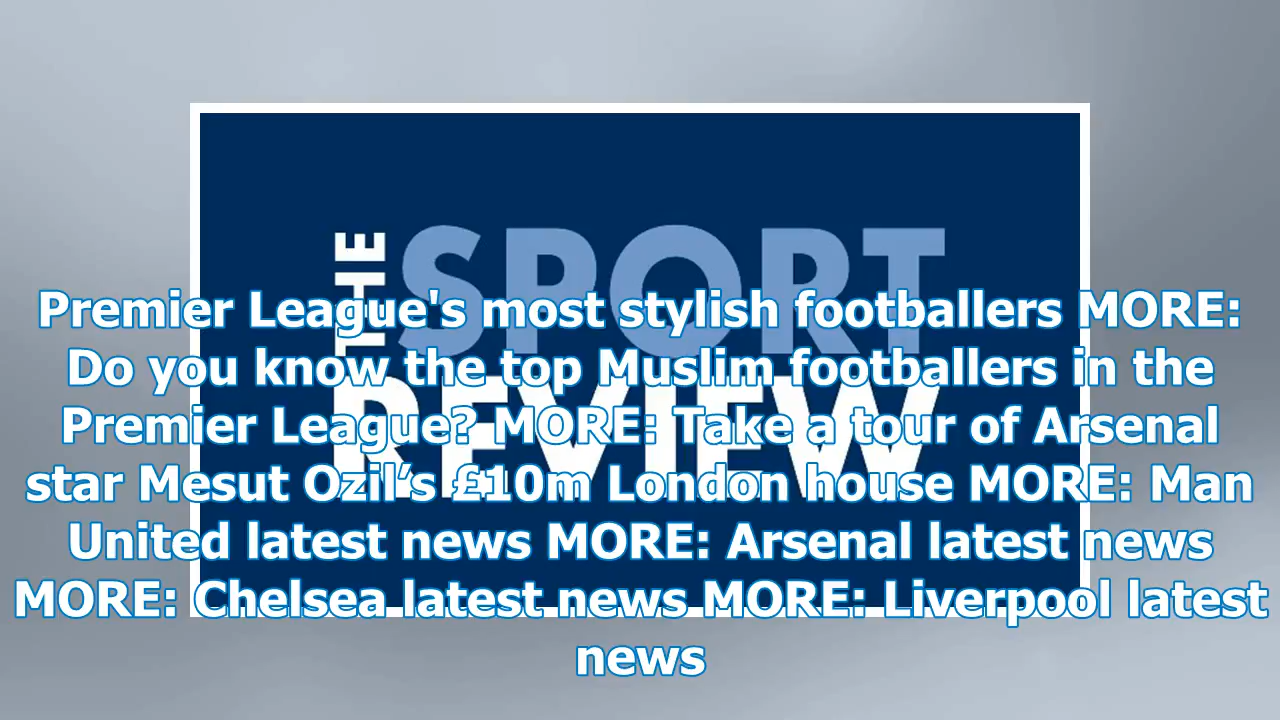 THE
SPORT
REVIEW
Premier League's most stylish footballers MORE:
Do you know the top Muslim footballers in the
Premier League? MORE: Take a tour of Arsenal
star Mesut Ozil’s £10m London house MORE: Man
United latest news MORE: Arsenal latest news
MORE: Chelsea latest news MORE: Liverpool latest
news